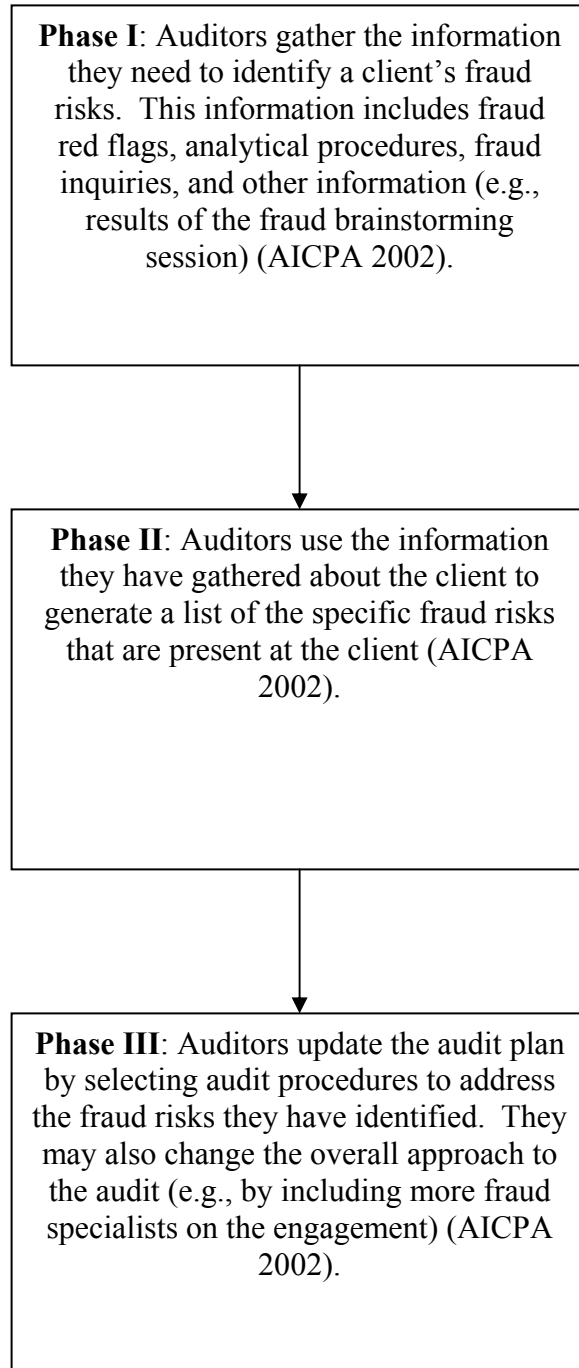 Phase I: Auditors gather the information
they need to identify a client’s fraud
risks.  This information includes fraud
red flags, analytical procedures, fraud
inquiries, and other information (e.g.,
results of the fraud brainstorming
session) (AICPA 2002).
Phase II: Auditors use the information
they have gathered about the client to
generate a list of the specific fraud risks
that are present at the client (AICPA
2002).
Phase III: Auditors update the audit plan
by selecting audit procedures to address
the fraud risks they have identified.  They
may also change the overall approach to
the audit (e.g., by including more fraud
specialists on the engagement) (AICPA
2002).